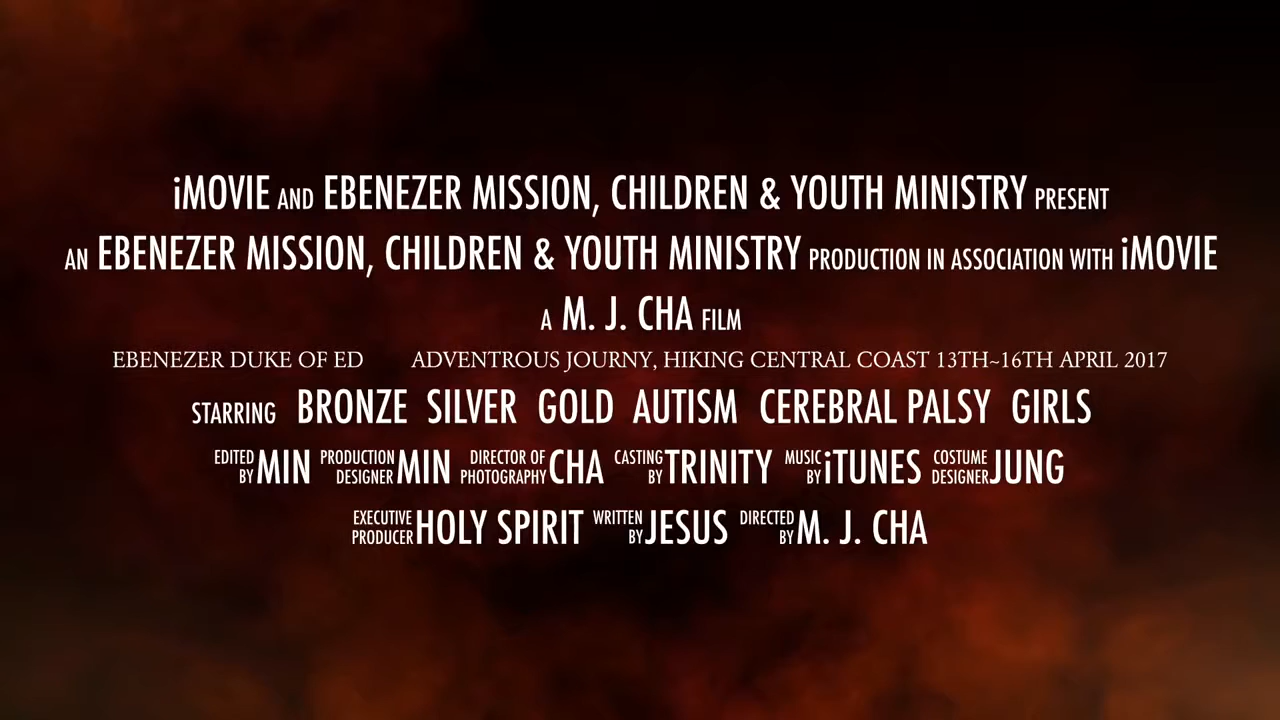 iMOVIE AND EBENEZER MISSION, CHILDREN & YOUTH MINISTRY PRESENT
AN EBENEZER MISSION, CHILDREN & YOUTH MINISTRY PRODUCTION IN ASSOCIATION WITH iMOVIE
A M. J. CHA FILM
EBENEZER DUKE OF ED ADVENTROUS JOURNY, HIKING CENTRAL COAST 13TH~16TH APRIL 2017
STARRING BRONZE SILVER GOLD AUTISM CEREBRAL PALSY GIRLS
EDITED BY MIN PRODUCTION DESIGNER MIN DIRECTOR OF PHOTOGRAPHY CHA CASTING BY TRINITY MUSIC BY iTUNES COSTUME DESIGNER JUNG
EXECUTIVE PRODUCER HOLY SPIRIT WRITTEN BY JESUS DIRECTED BY M. J. CHA